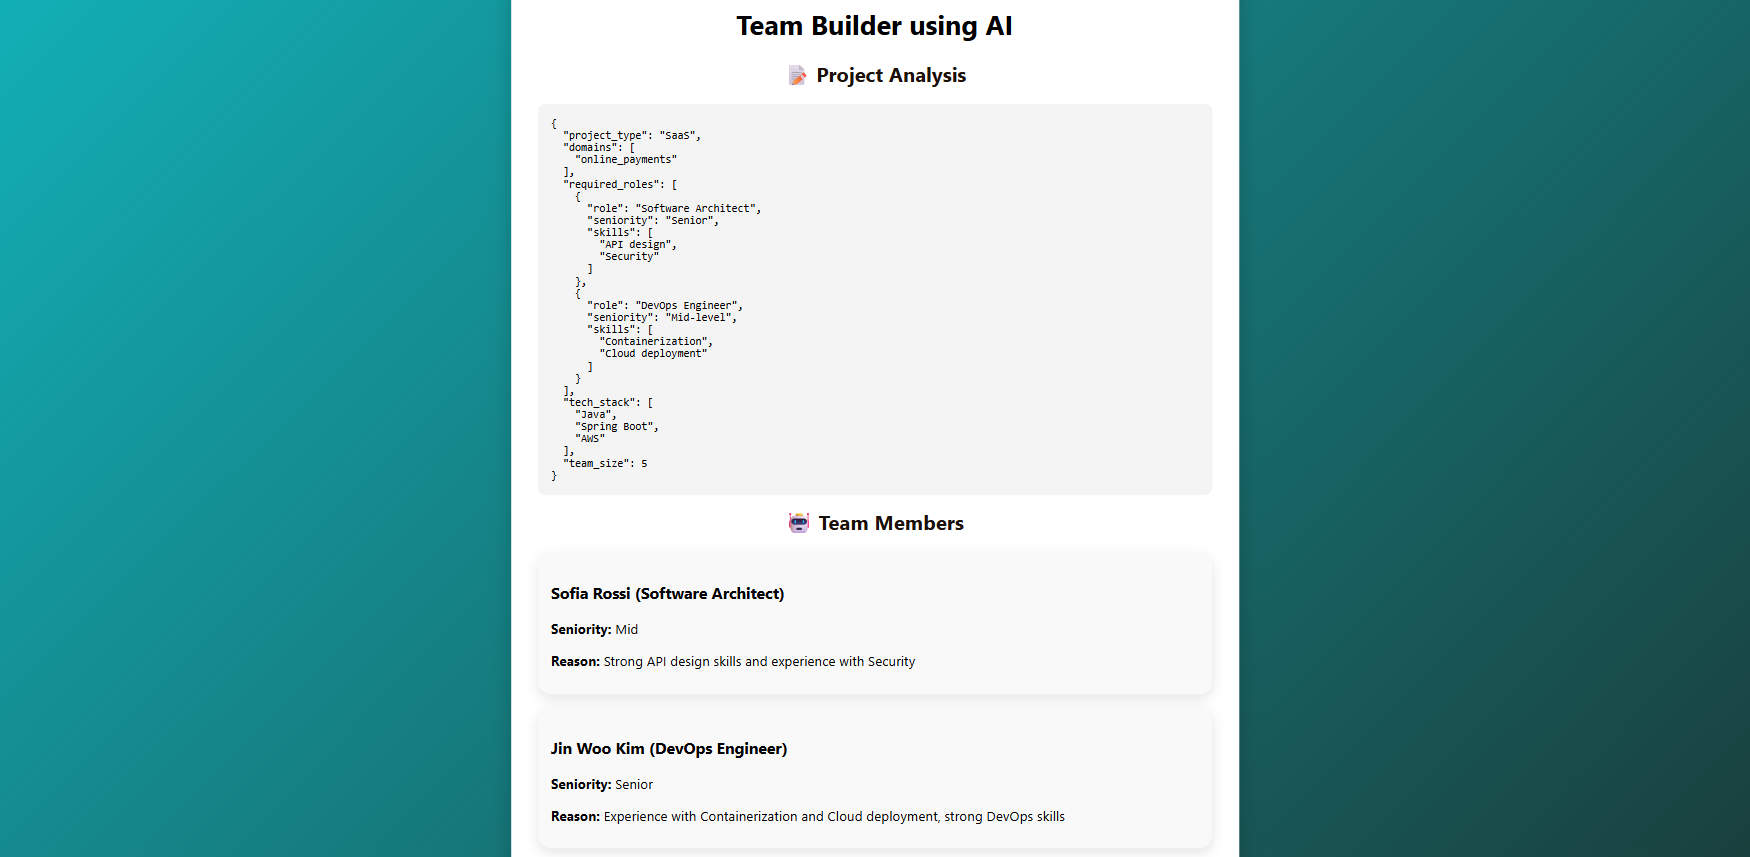 Team Builder using AI
Project Analysis
{
  "project_type": "SaaS",
  "domains": [
    "online_payments"
  ],
  "required_roles": [
    {
      "role": "Software Architect",
      "seniority": "Senior",
      "skills": [
        "API design",
        "Security"
      ]
    },
    {
      "role": "DevOps Engineer",
      "seniority": "Mid-level",
      "skills": [
        "Containerization",
        "Cloud deployment"
      ]
    }
  ],
  "tech_stack": [
    "Java",
    "Spring Boot",
    "AWS"
  ],
  "team_size": 5
}
Team Members
Sofia Rossi (Software Architect)
Seniority: Mid
Reason: Strong API design skills and experience with Security
Jin Woo Kim (DevOps Engineer)
Seniority: Senior
Reason: Experience with Containerization and Cloud deployment, strong DevOps skills